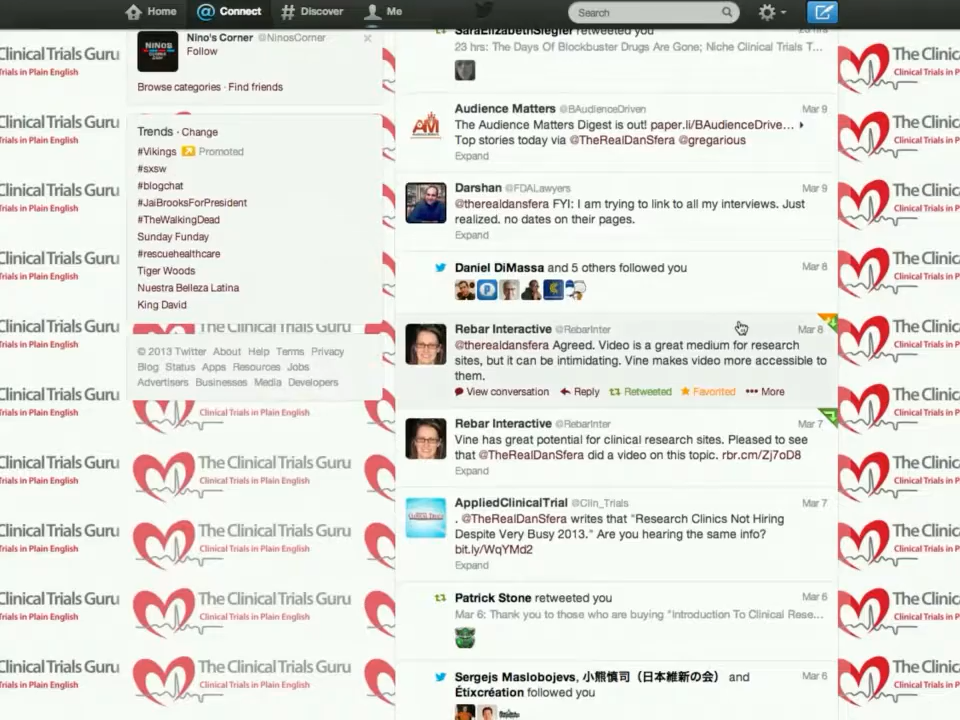 Home
Connect
Discover
Me
Search
Nino's Corner @NinosCorner
Follow
Browse categories · Find friends
Trends · Change
#Vikings Promoted
#sxsw
#blogchat
#JaiBrooksForPresident
#TheWalkingDead
Sunday Funday
#rescuehealthcare
Tiger Woods
Nuestra Belleza Latina
King David
© 2013 Twitter About Help Terms Privacy
Blog Status Apps Resources Jobs
Advertisers Businesses Media Developers
SaraElizabethSiegler retweeted you
23 hrs
23 hrs: The Days Of Blockbuster Drugs Are Gone; Niche Clinical Trials T...
Audience Matters @BAudienceDriven Mar 9
The Audience Matters Digest is out! paper.li/BAudienceDrive...
Top stories today via @TheRealDanSfera @gregarious
Expand
Darshan @FDALawyers Mar 9
@therealdansfera FYI: I am trying to link to all my interviews. Just
realized. no dates on their pages.
Expand
Daniel DiMassa and 5 others followed you Mar 8
Rebar Interactive @RebarInter Mar 8
@therealdansfera Agreed. Video is a great medium for research
sites, but it can be intimidating. Vine makes video more accessible to
them.
View conversation Reply Retweeted Favorited More
Rebar Interactive @RebarInter Mar 7
Vine has great potential for clinical research sites. Pleased to see
that @TheRealDanSfera did a video on this topic. rbr.cm/Zj7oD8
Expand
AppliedClinicalTrial @Clin_Trials Mar 7
. @TheRealDanSfera writes that "Research Clinics Not Hiring
Despite Very Busy 2013." Are you hearing the same info?
bit.ly/WqYMd2
Expand
Patrick Stone retweeted you Mar 6
Mar 6: Thank you to those who are buying "Introduction To Clinical Rese...
Sergejs Maslobojevs, 小熊慎司（日本維新の会） and Mar 6
Étixcréation followed you
The Clinical Trials Guru
Clinical Trials in Plain English